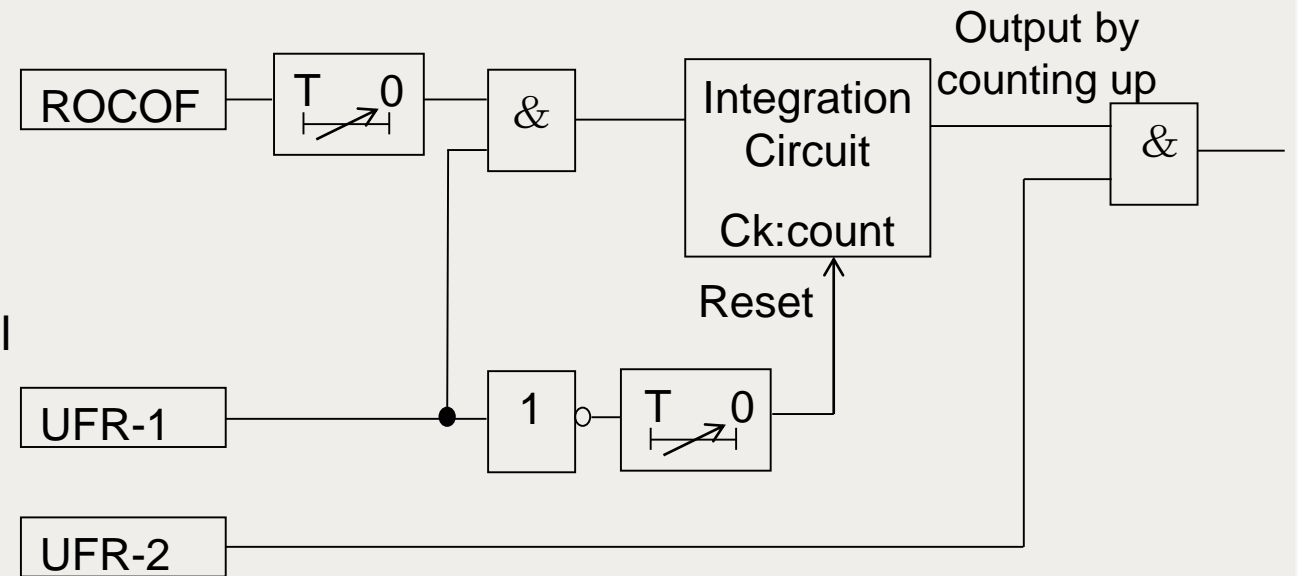 Output by
counting up
ROCOF
T 0
&
Integration
Circuit
Ck:count
&
Reset
l
UFR-1
1
T 0
UFR-2